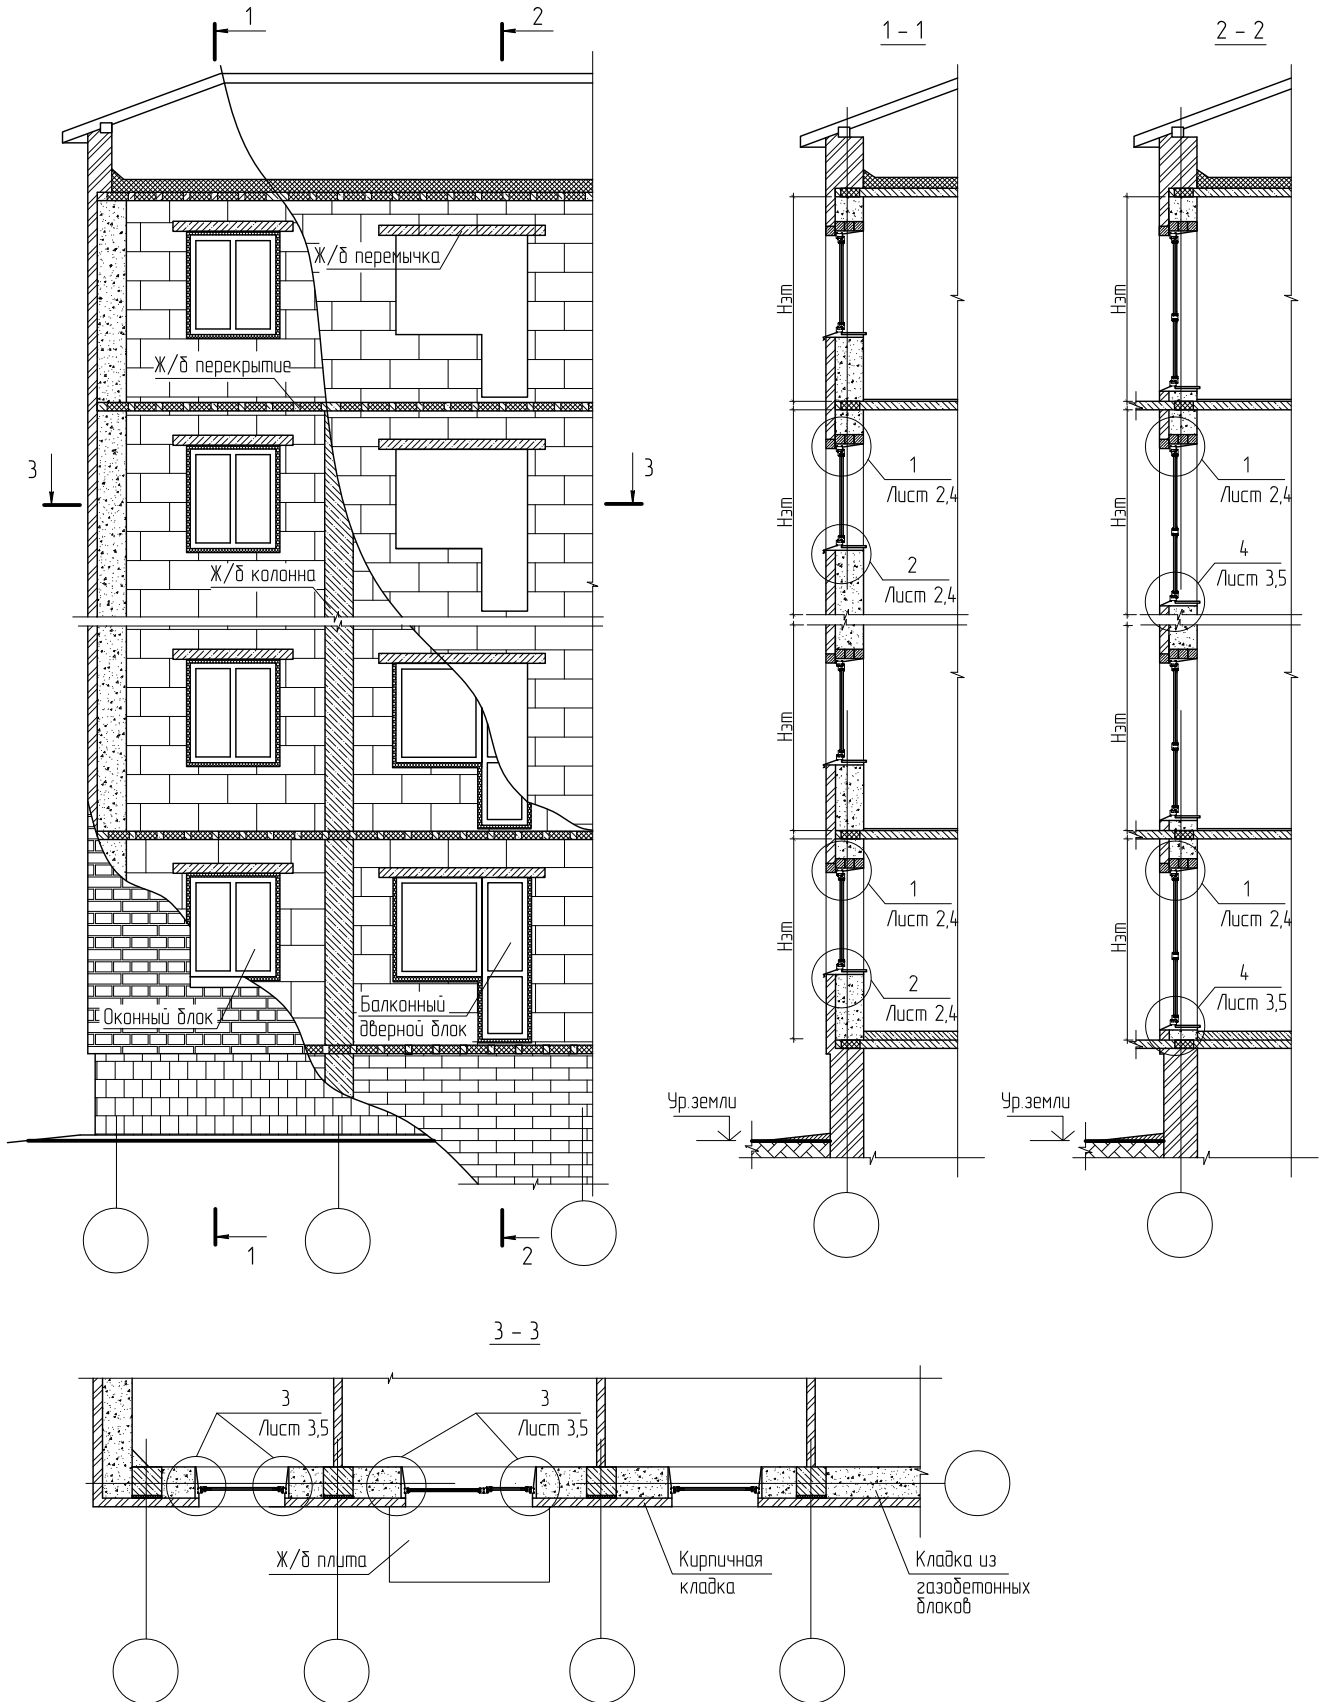 1
2
1 - 1
2 - 2
Ж/б перемычка
Нэт
Нэт
Ж/б перекрытие
3
3
1
Лист 2,4
1
Лист 2,4
Нэт
Нэт
4
Лист 3,5
Ж/б колонна
2
Лист 2,4
Нэт
Нэт
1
Лист 2,4
1
Лист 2,4
Нэт
Нэт
2
Лист 2,4
4
Лист 3,5
Оконный блок
Балконный
дверной блок
Ур.земли
Ур.земли
1
2
3 - 3
3
Лист 3,5
3
Лист 3,5
Ж/б плита
Кирпичная
кладка
Кладка из
газобетонных
блоков